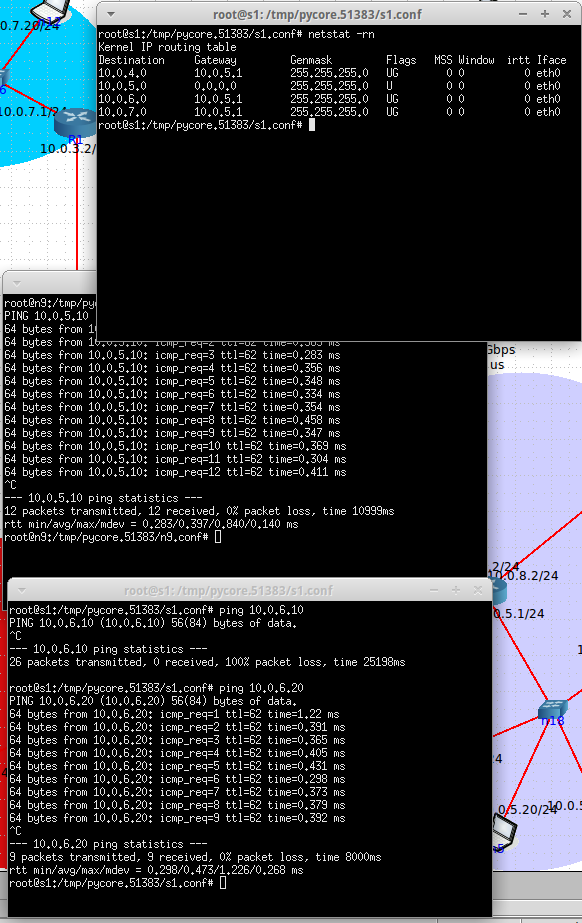 root@s1: /tmp/pycore.51383/s1.conf
root@s1:/tmp/pycore.51383/s1.conf# netstat -rn
Kernel IP routing table
Destination     Gateway         Genmask         Flags   MSS Window  irtt Iface
10.0.4.0        10.0.5.1        255.255.255.0   UG        0 0          0 eth0
10.0.5.0        0.0.0.0         255.255.255.0   U         0 0          0 eth0
10.0.6.0        10.0.5.1        255.255.255.0   UG        0 0          0 eth0
10.0.7.0        10.0.5.1        255.255.255.0   UG        0 0          0 eth0
root@s1:/tmp/pycore.51383/s1.conf#
.0.7.20/
10.0.7.1/24
R1
10.0.3.2/
root@n9:/tmp/py
PING 10.0.5.10
64 bytes from
64 bytes from 10.0.5.10: icmp_req=2 ttl=62
64 bytes from 10.0.5.10: icmp_req=3 ttl=62 time=0.283 ms
64 bytes from 10.0.5.10: icmp_req=4 ttl=62 time=0.356 ms
64 bytes from 10.0.5.10: icmp_req=5 ttl=62 time=0.348 ms
64 bytes from 10.0.5.10: icmp_req=6 ttl=62 time=0.334 ms
64 bytes from 10.0.5.10: icmp_req=7 ttl=62 time=0.354 ms
64 bytes from 10.0.5.10: icmp_req=8 ttl=62 time=0.458 ms
64 bytes from 10.0.5.10: icmp_req=9 ttl=62 time=0.347 ms
64 bytes from 10.0.5.10: icmp_req=10 ttl=62 time=0.369 ms
64 bytes from 10.0.5.10: icmp_req=11 ttl=62 time=0.304 ms
64 bytes from 10.0.5.10: icmp_req=12 ttl=62 time=0.411 ms
^C
--- 10.0.5.10 ping statistics ---
12 packets transmitted, 12 received, 0% packet loss, time 10999ms
rtt min/avg/max/mdev = 0.283/0.397/0.840/0.140 ms
root@n9:/tmp/pycore.51383/n9.conf#
Gbps
us
.2/24
10.0.8.2/24
.0.5.1/24
n18
24
.0.5.20/24
10.0.5
root@s1: /tmp/pycore.51383/s1.conf
root@s1:/tmp/pycore.51383/s1.conf# ping 10.0.6.10
PING 10.0.6.10 (10.0.6.10) 56(84) bytes of data.
^C
--- 10.0.6.10 ping statistics ---
26 packets transmitted, 0 received, 100% packet loss, time 25198ms
root@s1:/tmp/pycore.51383/s1.conf# ping 10.0.6.20
PING 10.0.6.20 (10.0.6.20) 56(84) bytes of data.
64 bytes from 10.0.6.20: icmp_req=1 ttl=62 time=1.22 ms
64 bytes from 10.0.6.20: icmp_req=2 ttl=62 time=0.391 ms
64 bytes from 10.0.6.20: icmp_req=3 ttl=62 time=0.365 ms
64 bytes from 10.0.6.20: icmp_req=4 ttl=62 time=0.405 ms
64 bytes from 10.0.6.20: icmp_req=5 ttl=62 time=0.431 ms
64 bytes from 10.0.6.20: icmp_req=6 ttl=62 time=0.298 ms
64 bytes from 10.0.6.20: icmp_req=7 ttl=62 time=0.373 ms
64 bytes from 10.0.6.20: icmp_req=8 ttl=62 time=0.379 ms
64 bytes from 10.0.6.20: icmp_req=9 ttl=62 time=0.392 ms
^C
--- 10.0.6.20 ping statistics ---
9 packets transmitted, 9 received, 0% packet loss, time 8000ms
rtt min/avg/max/mdev = 0.298/0.473/1.226/0.268 ms
root@s1:/tmp/pycore.51383/s1.conf#